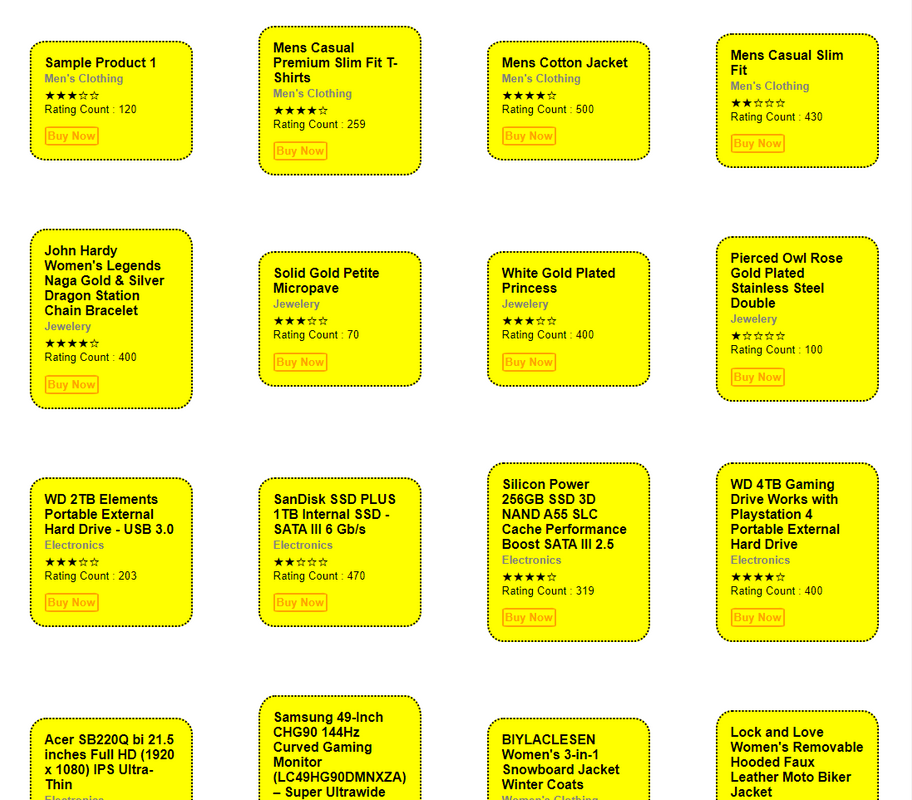 Sample Product 1
Men's Clothing
★★★☆☆
Rating Count : 120
Buy Now
Mens Casual
Premium Slim Fit T-
Shirts
Men's Clothing
★★★★☆
Rating Count : 259
Buy Now
Mens Cotton Jacket
Men's Clothing
★★★★☆
Rating Count : 500
Buy Now
Mens Casual Slim
Fit
Men's Clothing
★★☆☆☆
Rating Count : 430
Buy Now
John Hardy
Women's Legends
Naga Gold & Silver
Dragon Station
Chain Bracelet
Jewelery
★★★★☆
Rating Count : 400
Buy Now
Solid Gold Petite
Micropave
Jewelery
★★★☆☆
Rating Count : 70
Buy Now
White Gold Plated
Princess
Jewelery
★★★☆☆
Rating Count : 400
Buy Now
Pierced Owl Rose
Gold Plated
Stainless Steel
Double
Jewelery
★☆☆☆☆
Rating Count : 100
Buy Now
WD 2TB Elements
Portable External
Hard Drive - USB 3.0
Electronics
★★★☆☆
Rating Count : 203
Buy Now
SanDisk SSD PLUS
1TB Internal SSD -
SATA III 6 Gb/s
Electronics
★★☆☆☆
Rating Count : 470
Buy Now
Silicon Power
256GB SSD 3D
NAND A55 SLC
Cache Performance
Boost SATA III 2.5
Electronics
★★★★☆
Rating Count : 319
Buy Now
WD 4TB Gaming
Drive Works with
Playstation 4
Portable External
Hard Drive
Electronics
★★★★☆
Rating Count : 400
Buy Now
Acer SB220Q bi 21.5
inches Full HD (1920
x 1080) IPS Ultra-
Thin
Electronics
Samsung 49-Inch
CHG90 144Hz
Curved Gaming
Monitor
(LC49HG90DMNXZA)
– Super Ultrawide
BIYLACLESEN
Women's 3-in-1
Snowboard Jacket
Winter Coats
Women's Clothing
Lock and Love
Women's Removable
Hooded Faux
Leather Moto Biker
Jacket